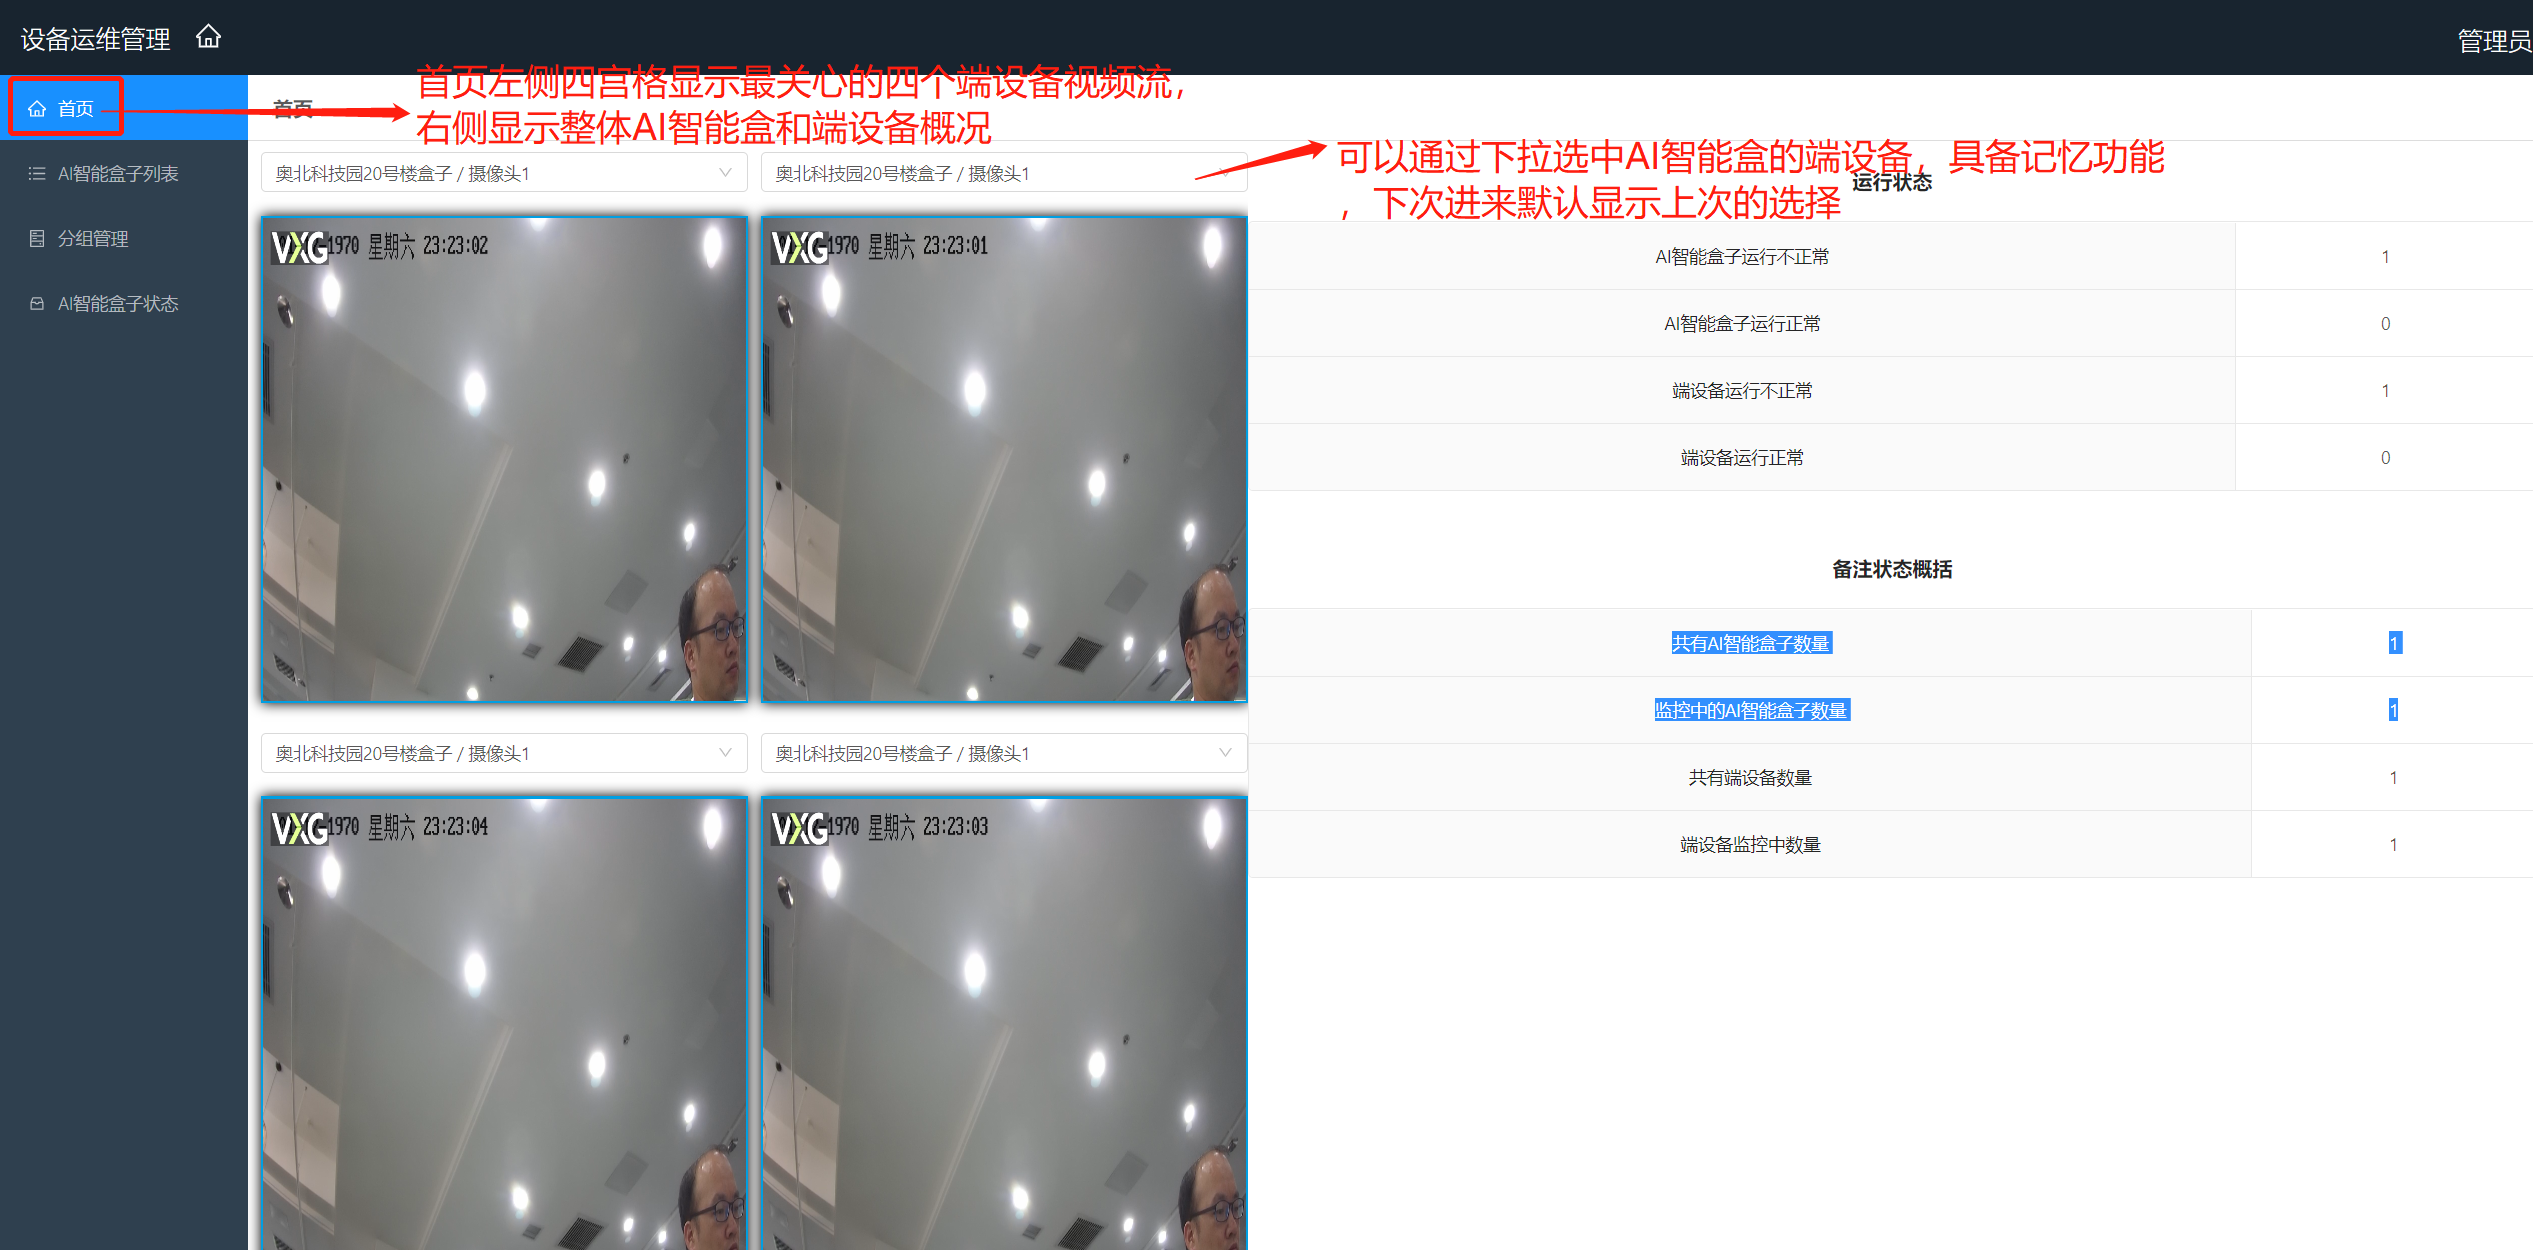 设备运维管理
管理员
首页
AI智能盒子列表
分组管理
AI智能盒子状态
首页
首页左侧四宫格显示最关心的四个端设备视频流，
右侧显示整体AI智能盒和端设备概况
可以通过下拉选中AI智能盒的端设备，具备记忆功能
，下次进来默认显示上次的选择
奥北科技园20号楼盒子 / 摄像头1
奥北科技园20号楼盒子 / 摄像头1
VXG
-1970 星期六 23:23:02
VXG
-1970 星期六 23:23:01
奥北科技园20号楼盒子 / 摄像头1
奥北科技园20号楼盒子 / 摄像头1
VXG
-1970 星期六 23:23:04
VXG
-1970 星期六 23:23:03
运行状态
AI智能盒子运行不正常 1
AI智能盒子运行正常 0
端设备运行不正常 1
端设备运行正常 0
备注状态概括
共有AI智能盒子数量 1
监控中的AI智能盒子数量 1
共有端设备数量 1
端设备监控中数量 1